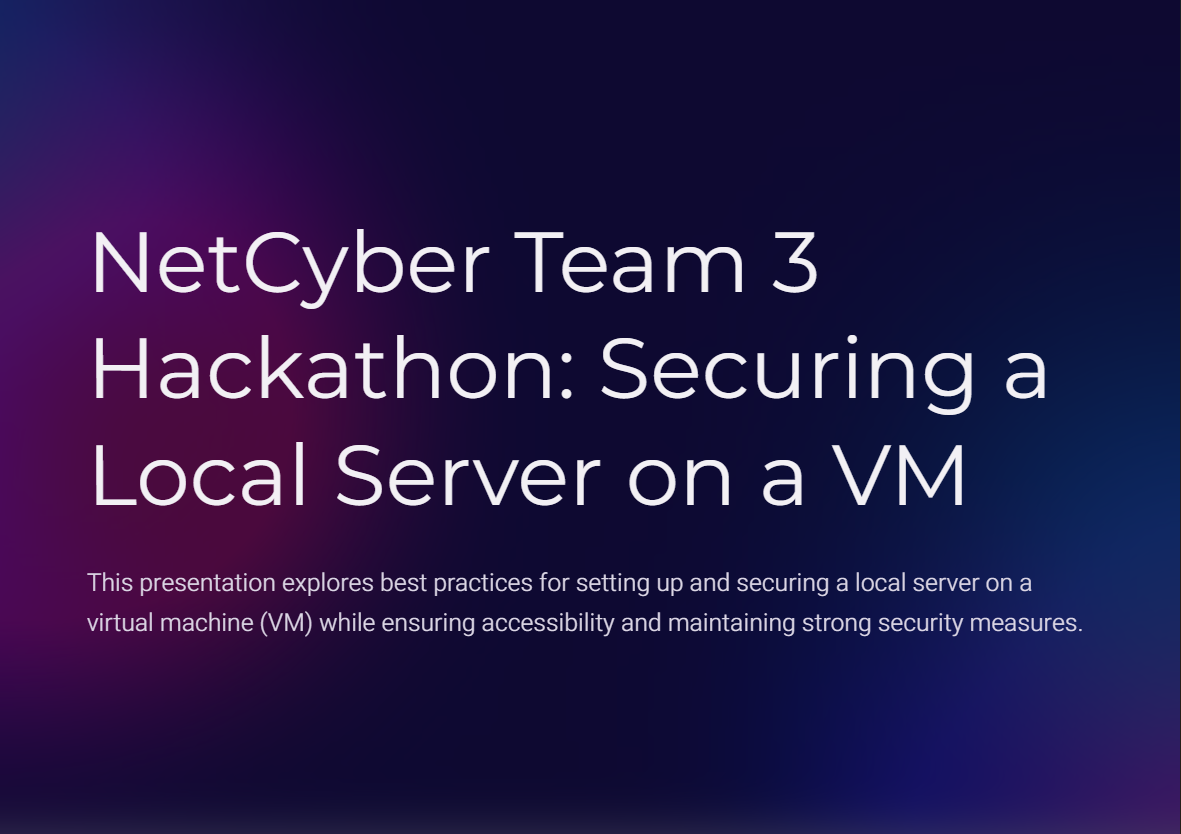 NetCyber Team 3
Hackathon: Securing a
Local Server on a VM
This presentation explores best practices for setting up and securing a local server on a
virtual machine (VM) while ensuring accessibility and maintaining strong security measures.